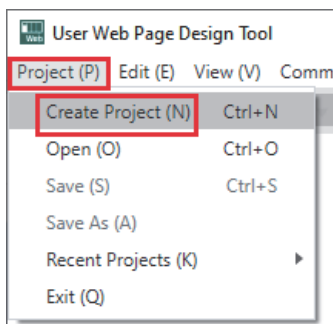 Web User Web Page Design Tool
Project (P) Edit (E) View (V) Comm
Create Project (N) Ctrl+N
Open (O) Ctrl+O
Save (S) Ctrl+S
Save As (A)
Recent Projects (K)
Exit (Q)